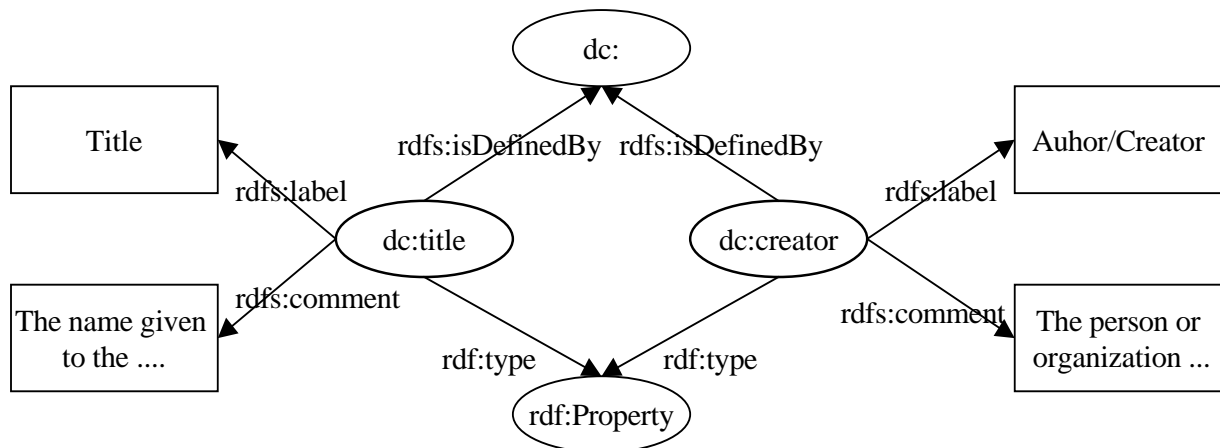 dc:
Title
rdfs:isDefinedBy
rdfs:isDefinedBy
Auhor/Creator
rdfs:label
rdfs:label
dc:title
dc:creator
rdfs:comment
rdfs:comment
The name given
to the ....
The person or
organization ...
rdf:type
rdf:type
rdf:Property